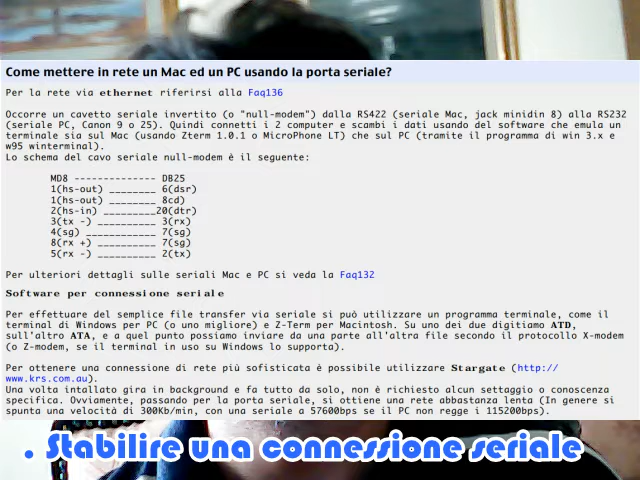 Come mettere in rete un Mac ed un PC usando la porta seriale?
Per la rete via ethernet riferirsi alla Faq136
Occorre un cavetto seriale invertito (o "null-modem") dalla RS422 (seriale Mac, jack minidin 8) alla RS232
(seriale PC, Canon 9 o 25). Quindi connetti i 2 computer e scambi i dati usando del software che emula un
terminale sia sul Mac (usando Zterm 1.0.1 o MicroPhone LT) che sul PC (tramite il programma di win 3.x e
w95 winterminal).
Lo schema del cavo seriale null-modem è il seguente:
MD8 -------------- DB25
1(hs-out) ________ 6(dsr)
1(hs-out) ________ 8cd)
2(hs-in) _________20(dtr)
3(tx -) __________ 3(rx)
4(sg) ____________ 7(sg)
8(rx +) __________ 7(sg)
5(rx -) __________ 2(tx)
Per ulteriori dettagli sulle seriali Mac e PC si veda la Faq132
Software per connessione seriale
Per effettuare del semplice file transfer via seriale si può utilizzare un programma terminale, come il
terminal di Windows per PC (o uno migliore) e Z-Term per Macintosh. Su uno dei due digitiamo ATD,
sull'altro ATA, e a quel punto possiamo inviare da una parte all'altra file secondo il protocollo X-modem
(o Z-modem, se il terminal in uso su Windows lo supporta).
Per ottenere una connessione di rete più sofisticata è possibile utilizzare Stargate (http://
www.krs.com.au).
Una volta intallato gira in background e fa tutto da solo, non è richiesto alcun settaggio o conoscenza
specifica. Ovviamente, passando per la porta seriale, si ottiene una rete abbastanza lenta (In genere si
spunta una velocità di 300Kb/min, con una seriale a 57600bps se il PC non regge i 115200bps).
. Stabilire una connessione seriale